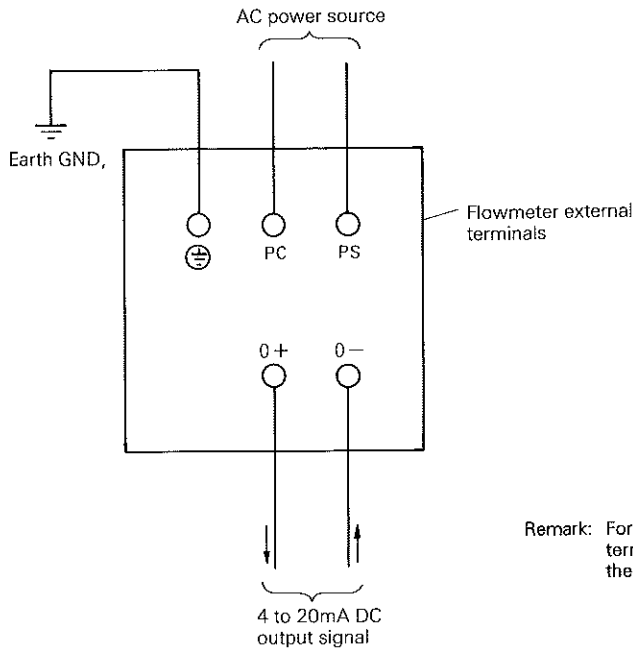 AC power source
Earth GND,
Flowmeter external
terminals
PC
PS
0+
0−
Remark: For
term
the
4 to 20mA DC
output signal